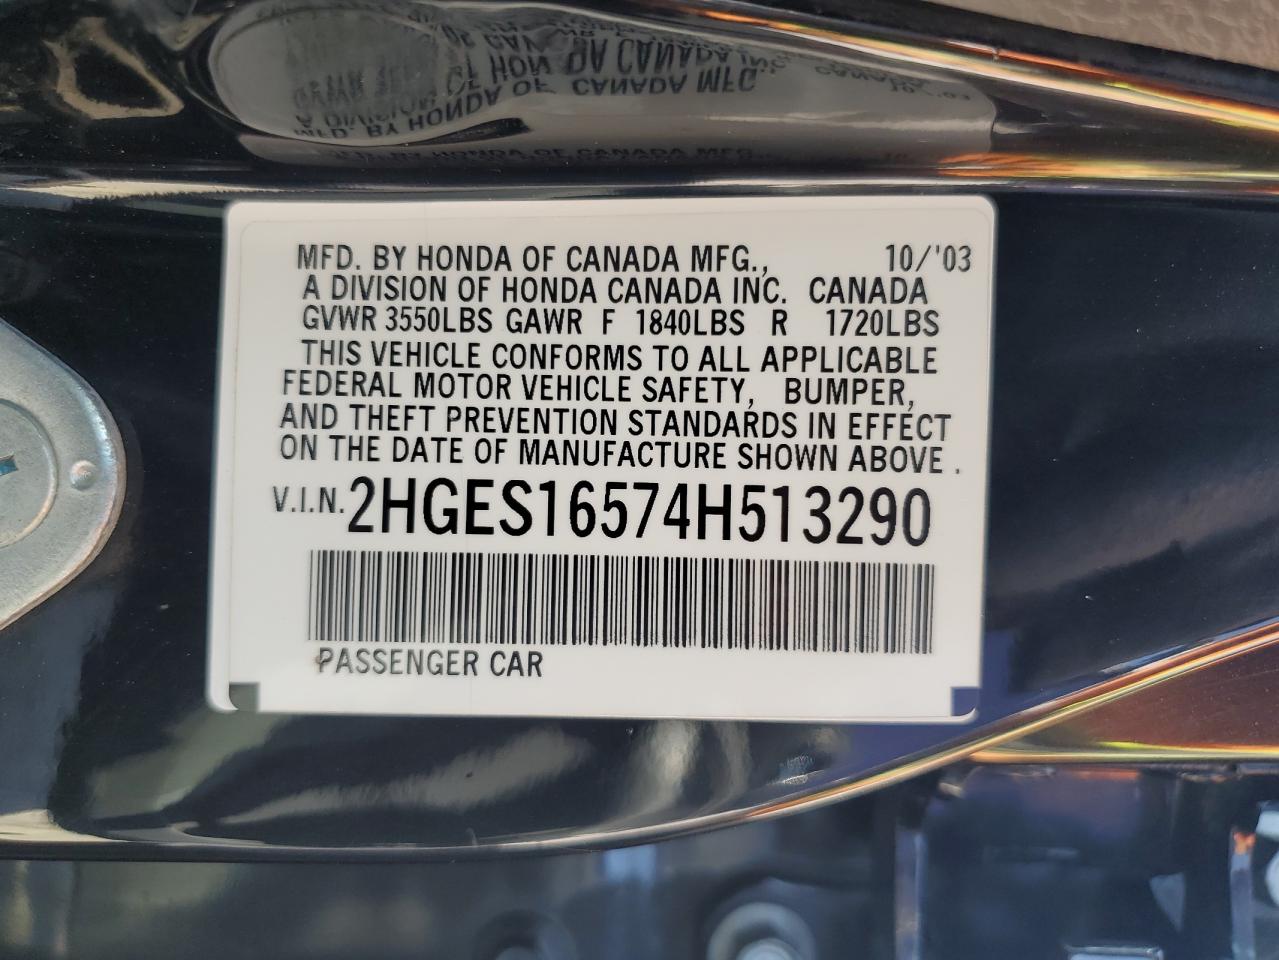 MFD. BY HONDA OF CANADA MFG., 10/'03
A DIVISION OF HONDA CANADA INC. CANADA
GVWR 3550LBS GAWR F 1840LBS R 1720LBS
THIS VEHICLE CONFORMS TO ALL APPLICABLE
FEDERAL MOTOR VEHICLE SAFETY, BUMPER,
AND THEFT PREVENTION STANDARDS IN EFFECT
ON THE DATE OF MANUFACTURE SHOWN ABOVE.
V.I.N. 2HGES16574H513290
PASSENGER CAR